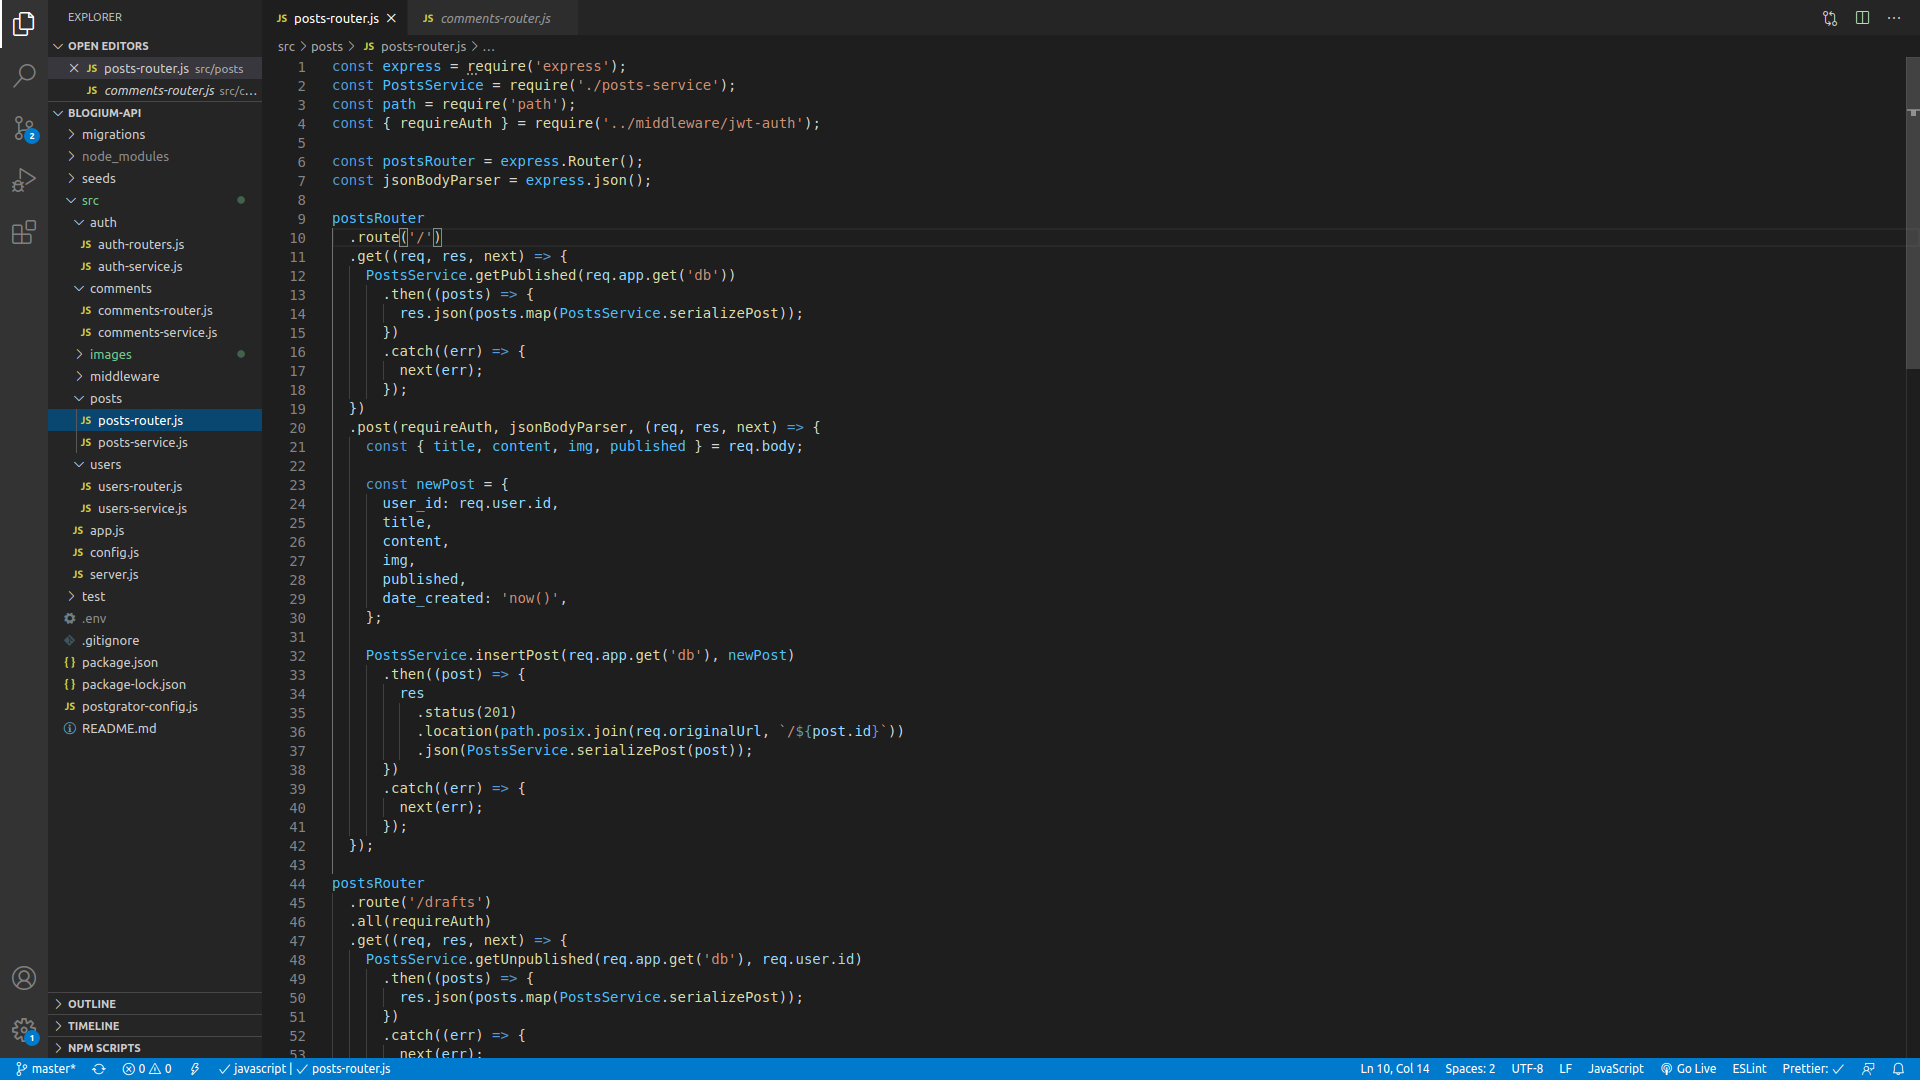 EXPLORER
OPEN EDITORS
JS posts-router.js src/posts
JS comments-router.js src/c...
BLOGIUM-API
migrations
node_modules
seeds
src
auth
JS auth-routers.js
JS auth-service.js
comments
JS comments-router.js
JS comments-service.js
images
middleware
posts
JS posts-router.js
JS posts-service.js
users
JS users-router.js
JS users-service.js
JS app.js
JS config.js
JS server.js
test
.env
.gitignore
{} package.json
{} package-lock.json
JS postgrator-config.js
README.md
OUTLINE
TIMELINE
NPM SCRIPTS
2
1
JS posts-router.js
JS comments-router.js
src > posts > JS posts-router.js > ...
1 const express = require('express');
2 const PostsService = require('./posts-service');
3 const path = require('path');
4 const { requireAuth } = require('../middleware/jwt-auth');
5
6 const postsRouter = express.Router();
7 const jsonBodyParser = express.json();
8
9 postsRouter
10   .route('/')
11   .get((req, res, next) => {
12     PostsService.getPublished(req.app.get('db'))
13       .then((posts) => {
14         res.json(posts.map(PostsService.serializePost));
15       })
16       .catch((err) => {
17         next(err);
18       });
19   })
20   .post(requireAuth, jsonBodyParser, (req, res, next) => {
21     const { title, content, img, published } = req.body;
22
23     const newPost = {
24       user_id: req.user.id,
25       title,
26       content,
27       img,
28       published,
29       date_created: 'now()',
30     };
31
32     PostsService.insertPost(req.app.get('db'), newPost)
33       .then((post) => {
34         res
35           .status(201)
36           .location(path.posix.join(req.originalUrl, `/${post.id}`))
37           .json(PostsService.serializePost(post));
38       })
39       .catch((err) => {
40         next(err);
41       });
42   });
43
44 postsRouter
45   .route('/drafts')
46   .all(requireAuth)
47   .get((req, res, next) => {
48     PostsService.getUnpublished(req.app.get('db'), req.user.id)
49       .then((posts) => {
50         res.json(posts.map(PostsService.serializePost));
51       })
52       .catch((err) => {
53         next(err);
master* 0 0 javascript | posts-router.js Ln 10, Col 14 Spaces: 2 UTF-8 LF JavaScript Go Live ESLint Prettier: ✓